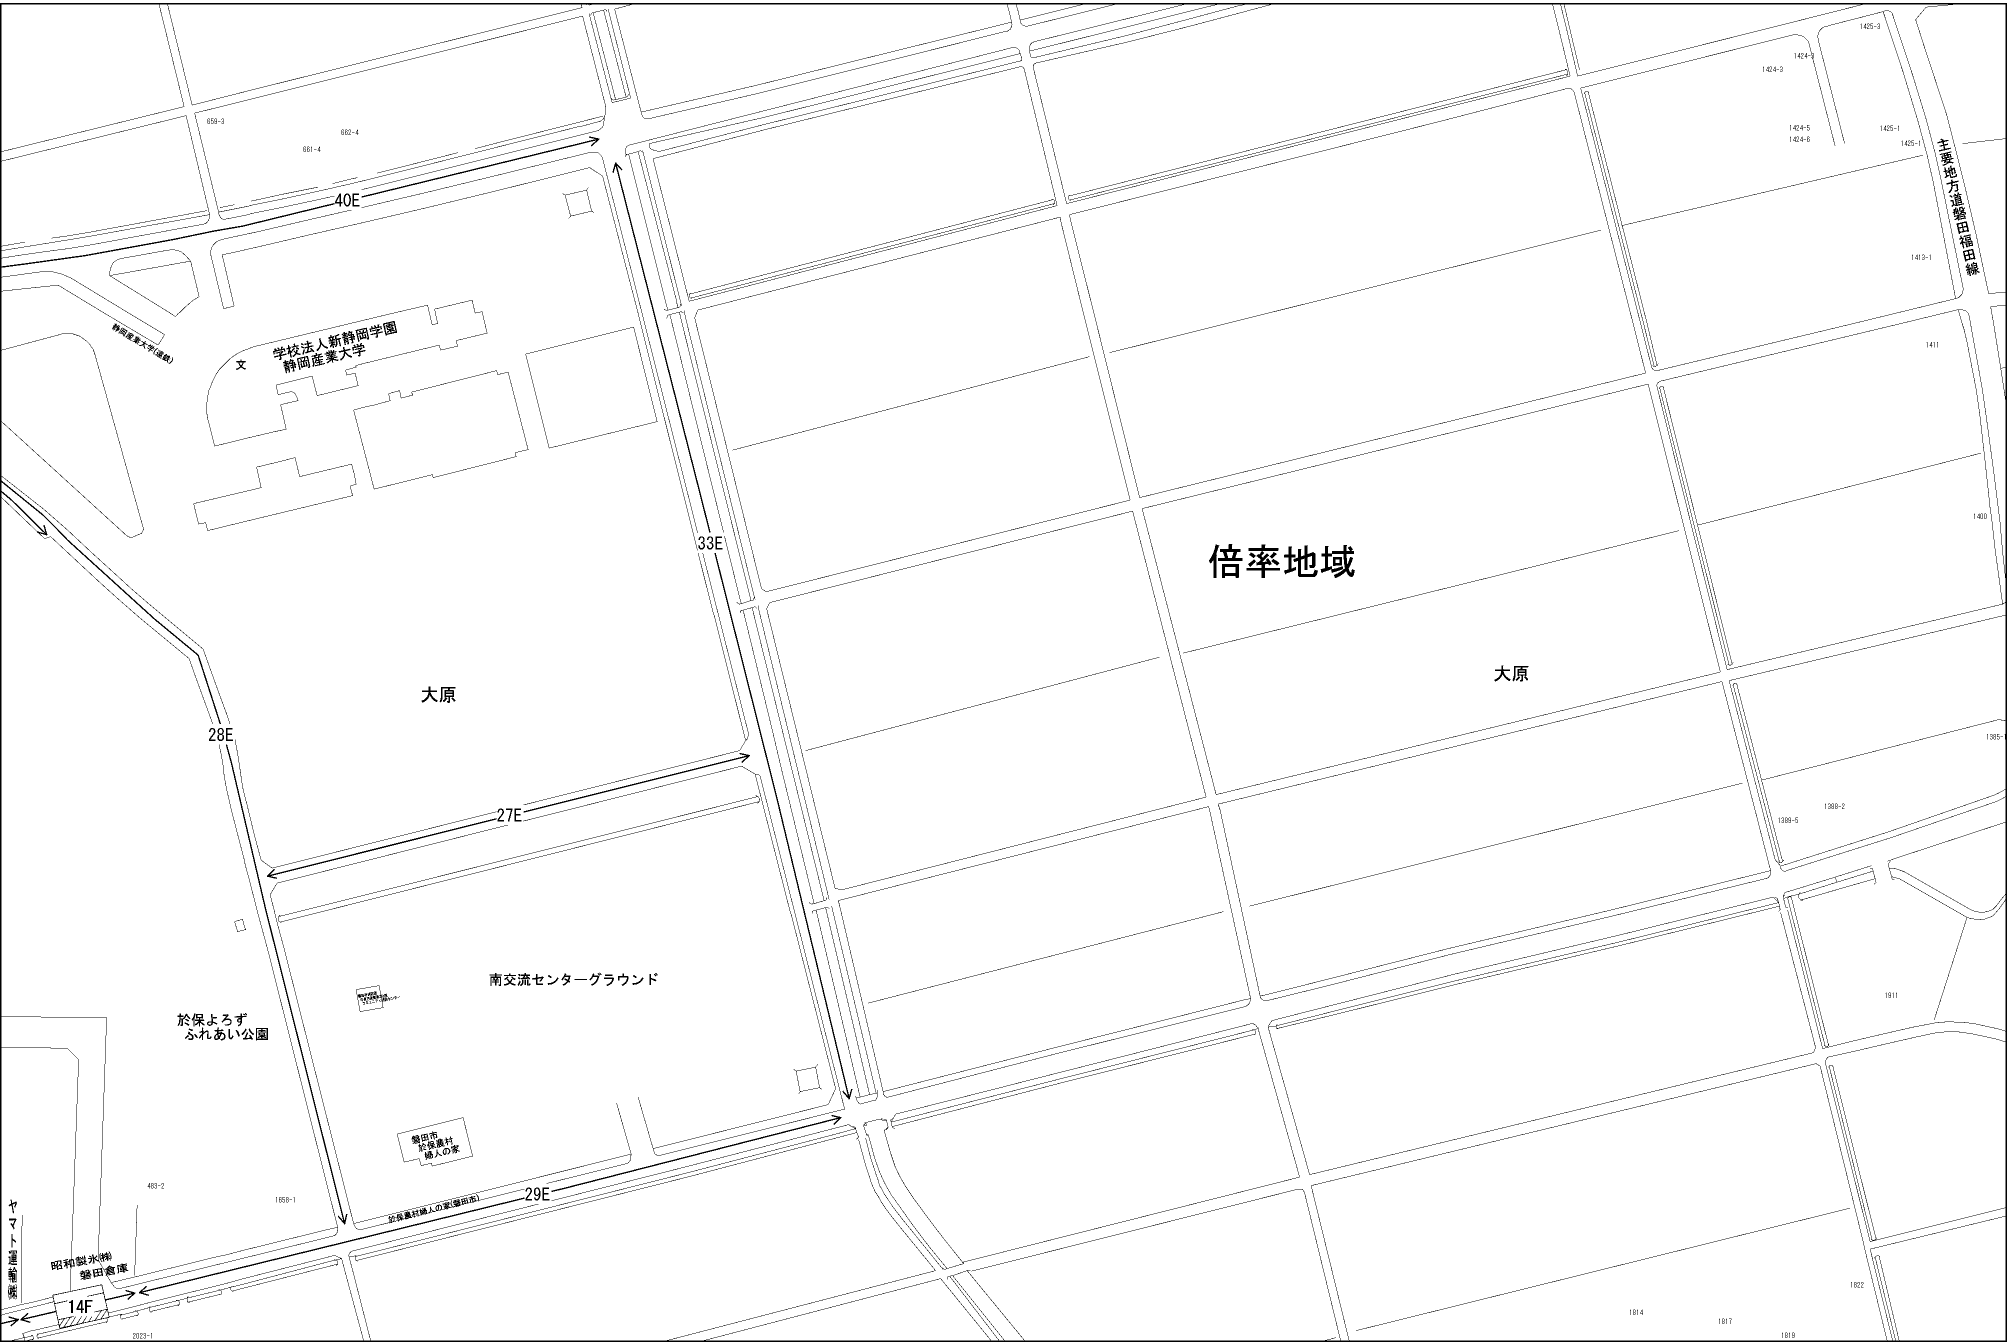 1425-3
1424-3
1424-3
659-3
662-4
661-4
1424-5
1424-6
1425-1
1425-1
主要地方道磐田福田線
40E
1413-1
静岡産業大学(遠鉄)
文
学校法人新静岡学園
静岡産業大学
1411
1400
33E
倍率地域
大原
大原
28E
1385-1
27E
1388-2
1389-5
南交流センターグラウンド
1911
於保よろず
ふれあい公園
磐田市
於保農村
婦人の家
483-2
1658-1
29E
於保農村婦人の家(磐田市)
ヤマト運輸㈱
昭和製氷㈱
磐田倉庫
14F
2023-1
1822
1814
1817
1819